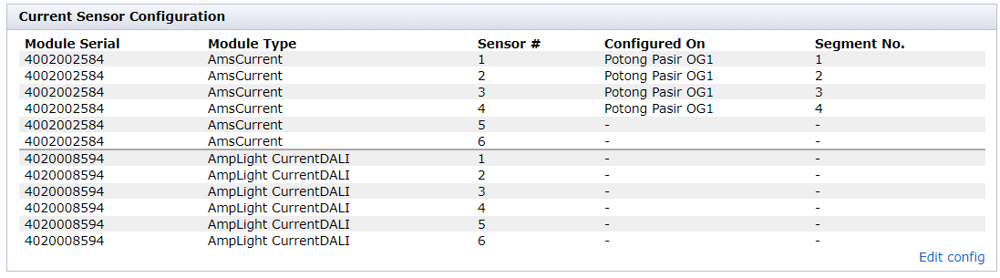 Current Sensor Configuration
Module Serial Module Type Sensor # Configured On Segment No.
4002002584 AmsCurrent 1 Potong Pasir OG1 1
4002002584 AmsCurrent 2 Potong Pasir OG1 2
4002002584 AmsCurrent 3 Potong Pasir OG1 3
4002002584 AmsCurrent 4 Potong Pasir OG1 4
4002002584 AmsCurrent 5 - -
4002002584 AmsCurrent 6 - -
4020008594 AmpLight CurrentDALI 1 - -
4020008594 AmpLight CurrentDALI 2 - -
4020008594 AmpLight CurrentDALI 3 - -
4020008594 AmpLight CurrentDALI 4 - -
4020008594 AmpLight CurrentDALI 5 - -
4020008594 AmpLight CurrentDALI 6 - -
Edit config